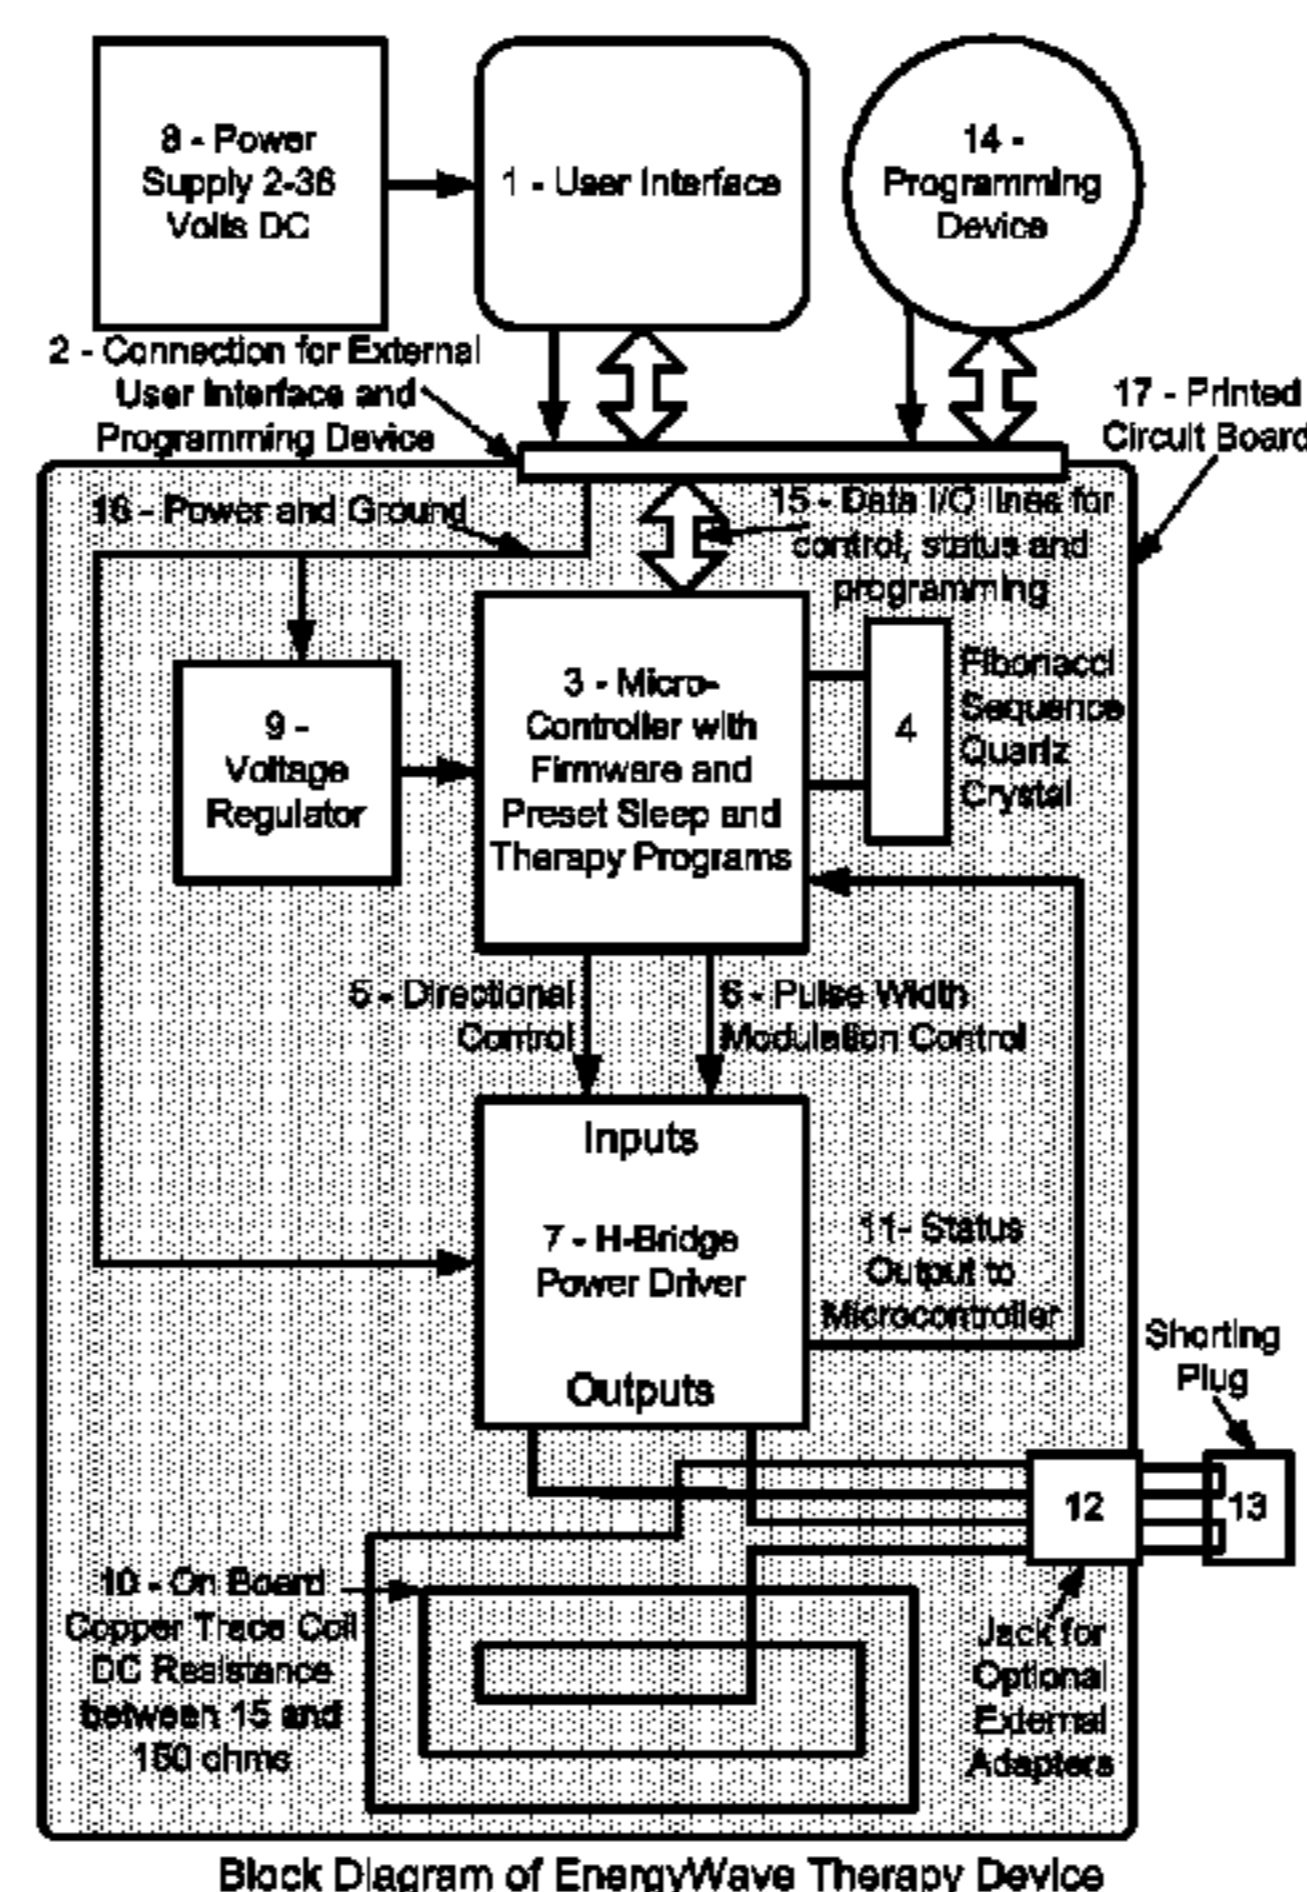 8 - Power
Supply 2-36
Volts DC
1 - User Interface
14 -
Programming
Device
2 - Connection for External
User Interface and
Programming Device
17 - Printed
Circuit Board
16 - Power and Ground
15 - Data I/O lines for
control, status and
programming
3 - Micro-
Controller with
Firmware and
Preset Sleep and
Therapy Programs
4
Fibonacci
Sequence
Quartz
Crystal
9 -
Voltage
Regulator
5 - Directional
Control
6 - Pulse Width
Modulation Control
Inputs
7 - H-Bridge
Power Driver
Outputs
11- Status
Output to
Microcontroller
Shorting
Plug
12
13
10 - On Board
Copper Trace Coil
DC Resistance
between 15 and
150 ohms
Jack for
Optional
External
Adapters
Block Diagram of EnergyWave Therapy Device